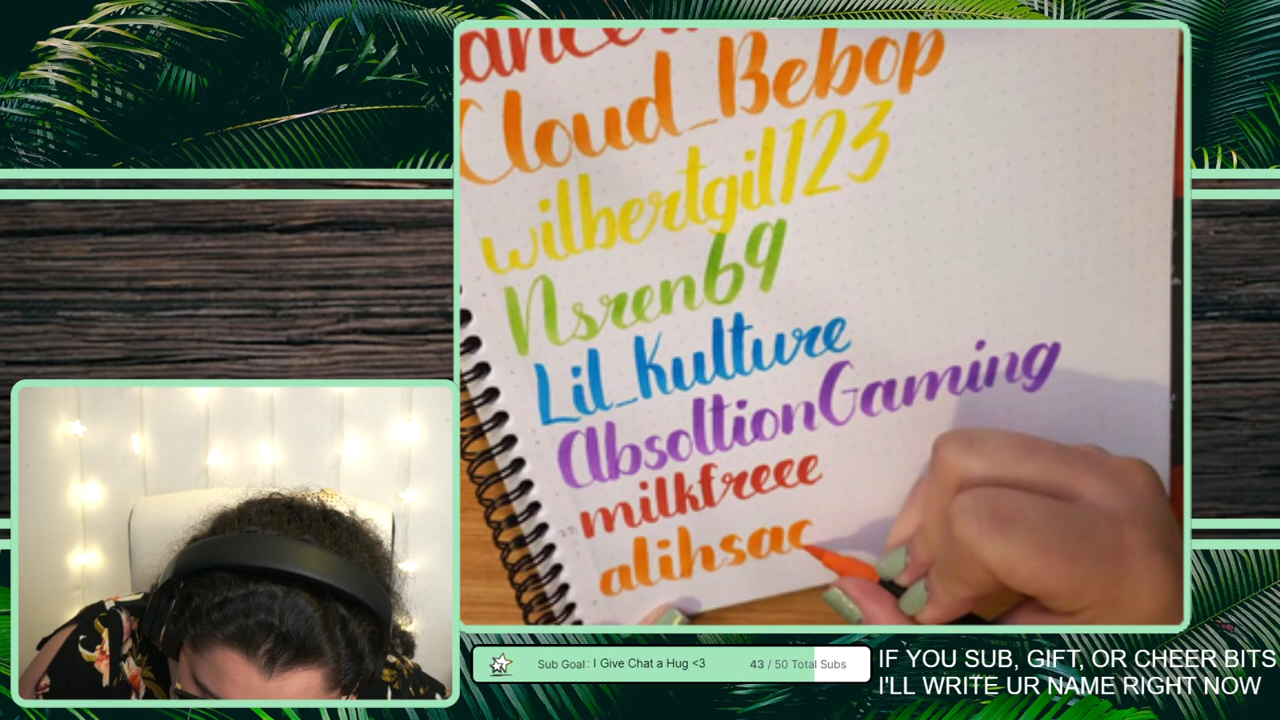 Cloud_Bebop
wilbertgil123
Nsren69
Lil_Kulture
AbsoltionGaming
milkfreee
alihsac
Sub Goal: I Give Chat a Hug <3 43 / 50 Total Subs
IF YOU SUB, GIFT, OR CHEER BITS
I'LL WRITE UR NAME RIGHT NOW